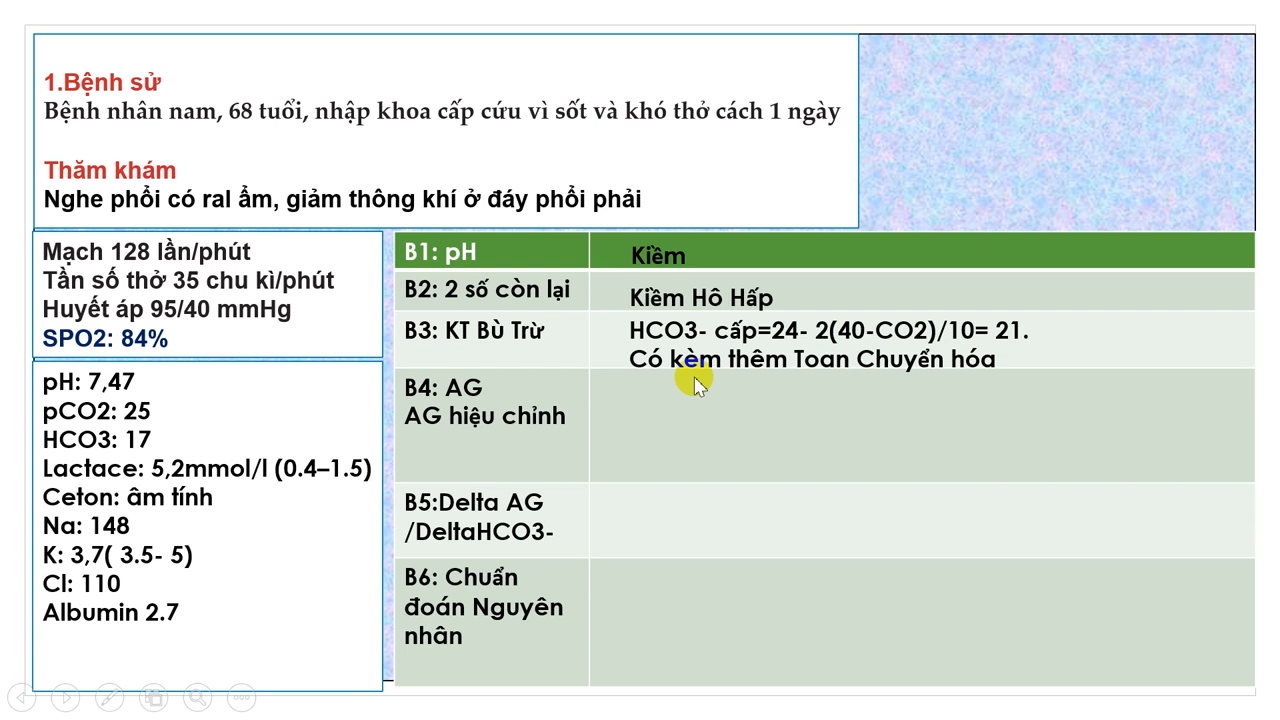 1.Bệnh sử
Bệnh nhân nam, 68 tuổi, nhập khoa cấp cứu vì sốt và khó thở cách 1 ngày
Thăm khám
Nghe phổi có ral ẩm, giảm thông khí ở đáy phổi phải
Mạch 128 lần/phút
Tần số thở 35 chu kì/phút
Huyết áp 95/40 mmHg
SPO2: 84%
pH: 7,47
pCO2: 25
HCO3: 17
Lactace: 5,2mmol/l (0.4–1.5)
Ceton: âm tính
Na: 148
K: 3,7( 3.5- 5)
Cl: 110
Albumin 2.7
B1: pH
Kiềm
B2: 2 số còn lại
Kiềm Hô Hấp
B3: KT Bù Trừ
HCO3- cấp=24- 2(40-CO2)/10= 21.
Có kèm thêm Toan Chuyển hóa
B4: AG
AG hiệu chỉnh
B5:Delta AG
/DeltaHCO3-
B6: Chuẩn
đoán Nguyên
nhân